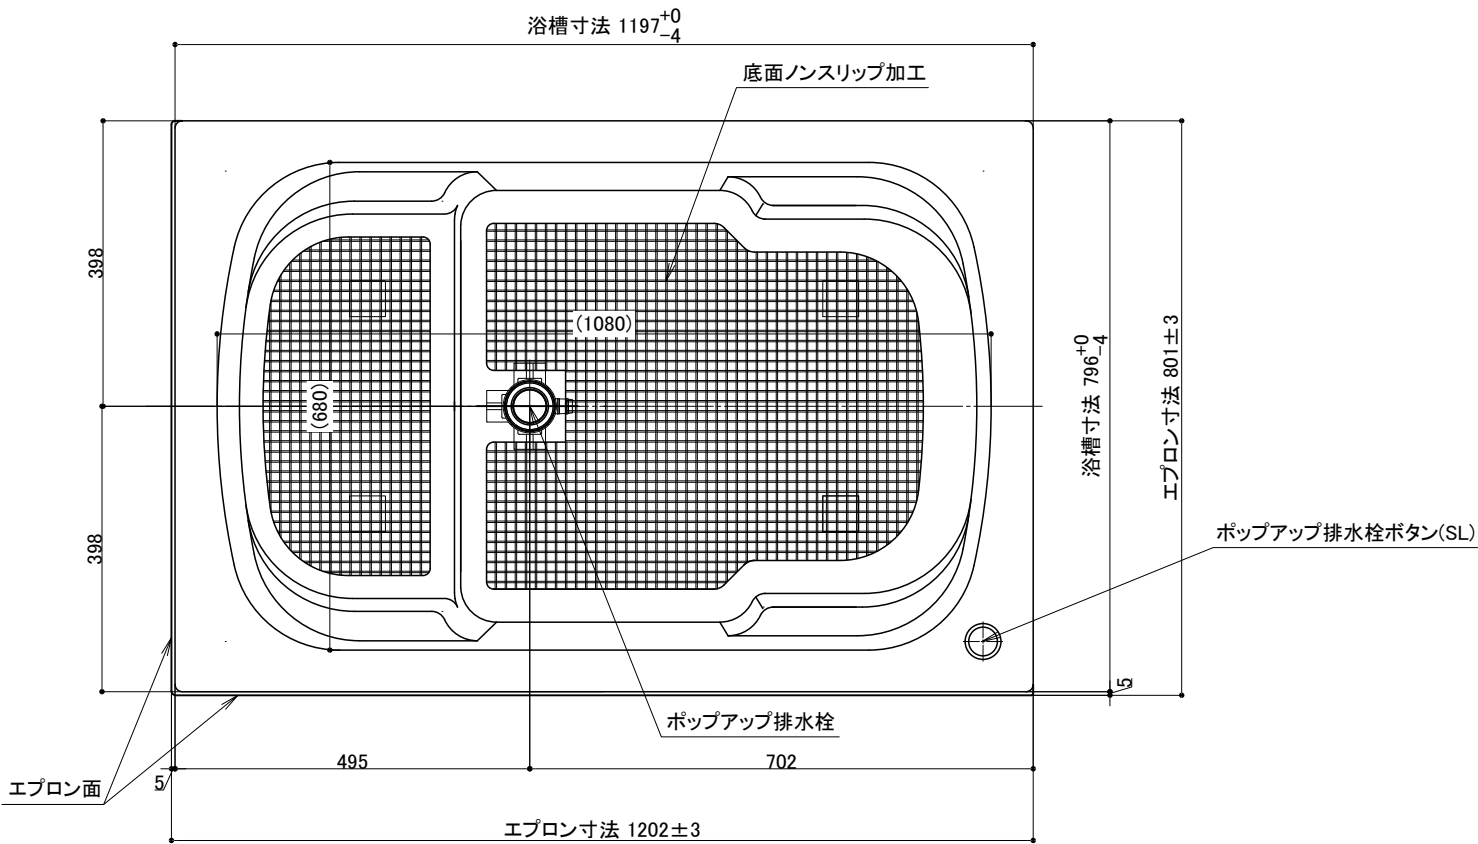 浴槽寸法 1197+0 -4
底面ノンスリップ加工
398
(1080)
(680)
浴槽寸法 796+0 -4
エプロン寸法 801±3
398
ポップアップ排水栓ボタン(SL)
5
ポップアップ排水栓
495
702
5
エプロン面
エプロン寸法 1202±3